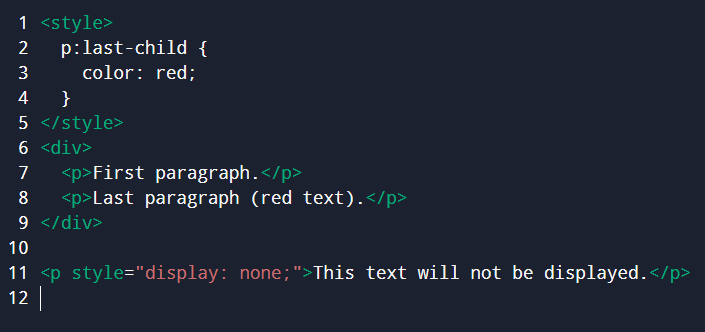 1 <style>
2   p:last-child {
3     color: red;
4   }
5 </style>
6 <div>
7   <p>First paragraph.</p>
8   <p>Last paragraph (red text).</p>
9 </div>
10
11 <p style="display: none;">This text will not be displayed.</p>
12